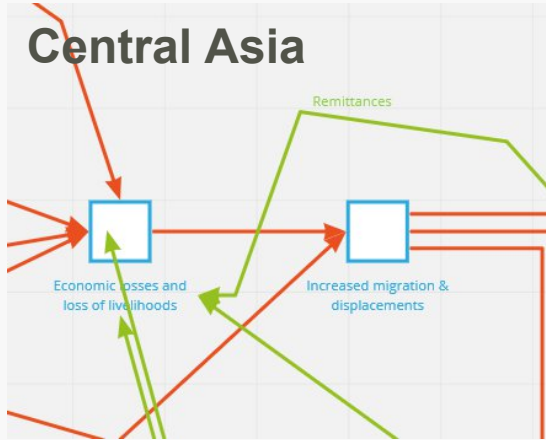 Central Asia
Remittances
Economic losses and
loss of livelihoods
Increased migration &
displacements